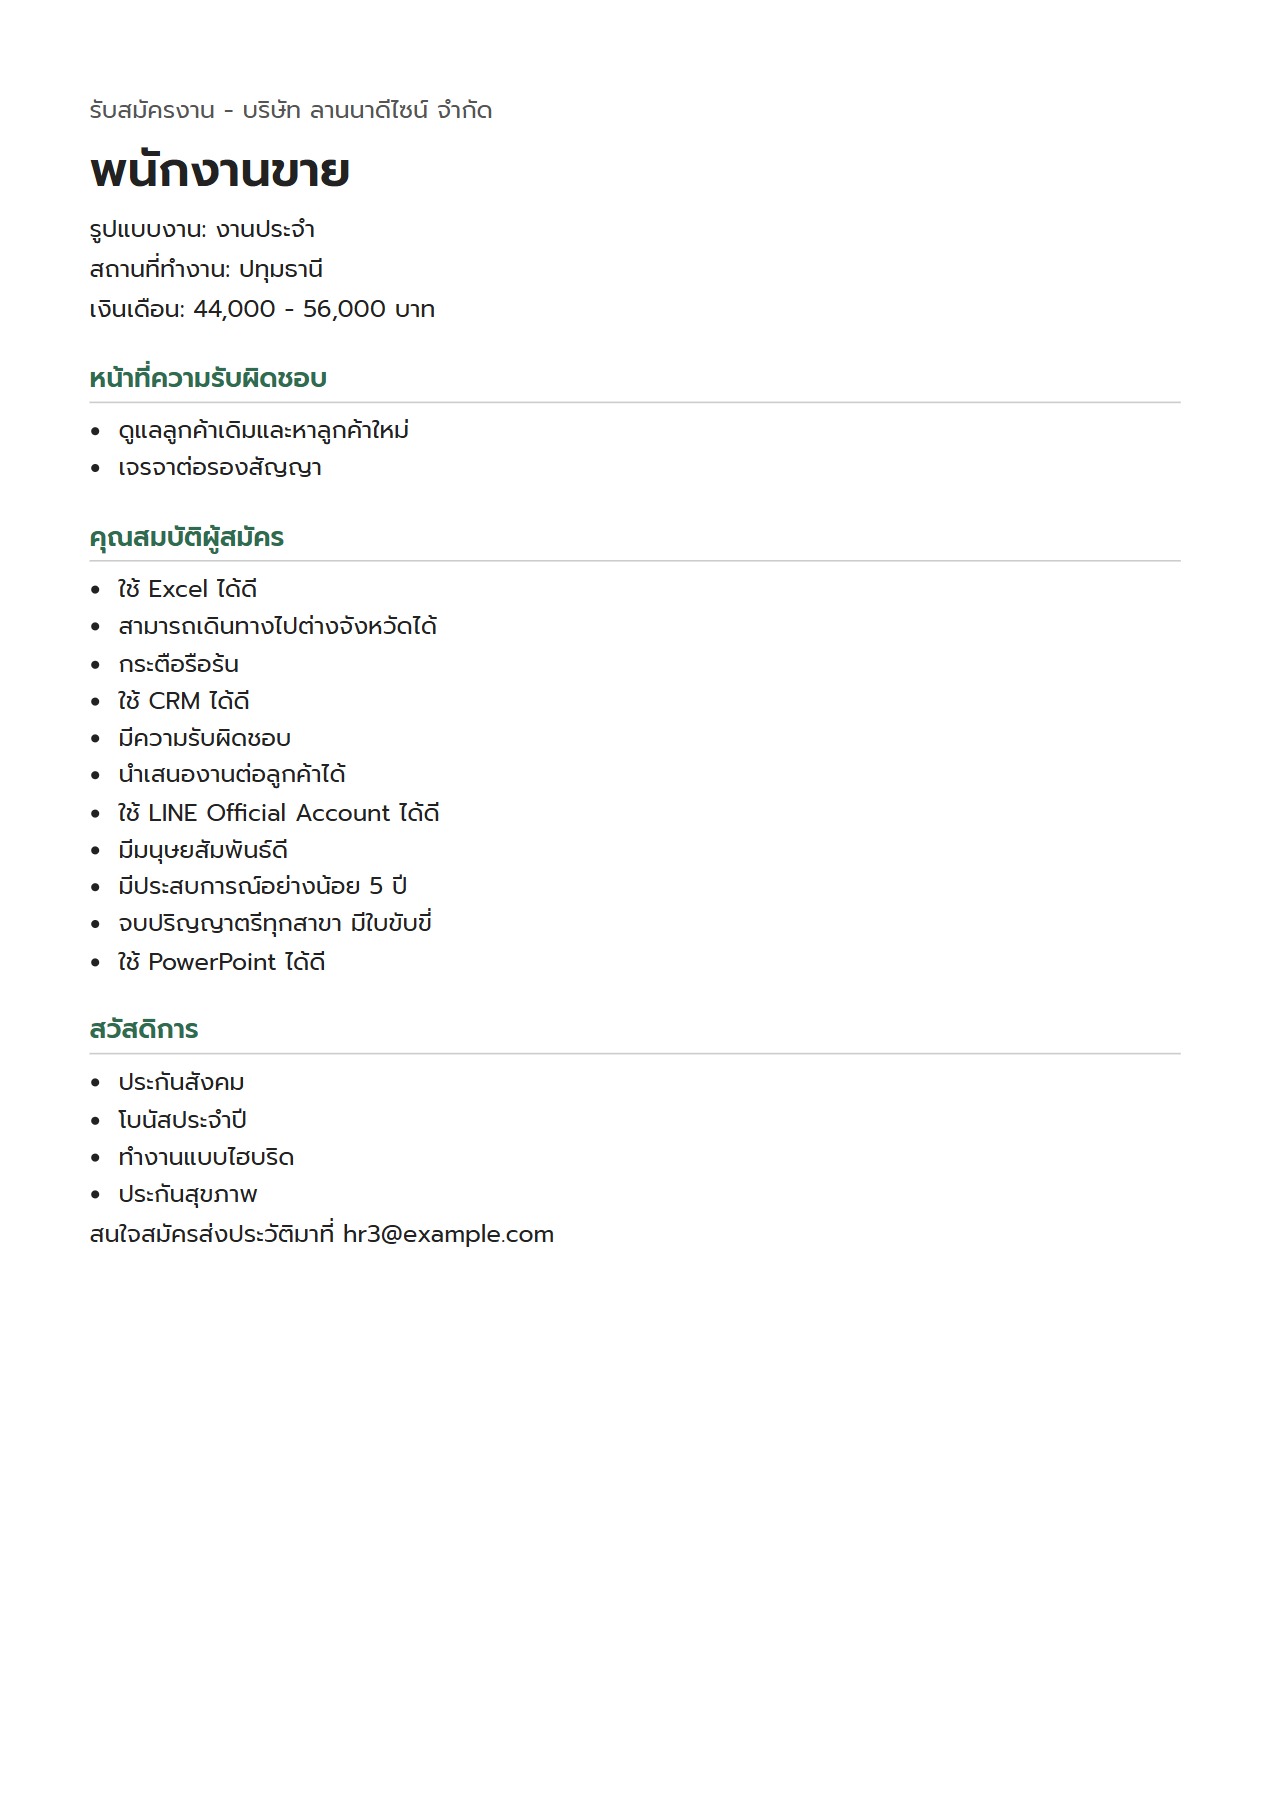 รับสมัครงาน - บริษัท ลานนาดีไซน์ จำกัด
พนักงานขาย
รูปแบบงาน: งานประจำ
สถานที่ทำงาน: ปทุมธานี
เงินเดือน: 44,000 - 56,000 บาท
หน้าที่ความรับผิดชอบ
• ดูแลลูกค้าเดิมและหาลูกค้าใหม่
• เจรจาต่อรองสัญญา
คุณสมบัติผู้สมัคร
• ใช้ Excel ได้ดี
• สามารถเดินทางไปต่างจังหวัดได้
• กระตือรือร้น
• ใช้ CRM ได้ดี
• มีความรับผิดชอบ
• นำเสนองานต่อลูกค้าได้
• ใช้ LINE Official Account ได้ดี
• มีมนุษยสัมพันธ์ดี
• มีประสบการณ์อย่างน้อย 5 ปี
• จบปริญญาตรีทุกสาขา มีใบขับขี่
• ใช้ PowerPoint ได้ดี
สวัสดิการ
• ประกันสังคม
• โบนัสประจำปี
• ทำงานแบบไฮบริด
• ประกันสุขภาพ
สนใจสมัครส่งประวัติมาที่ hr3@example.com